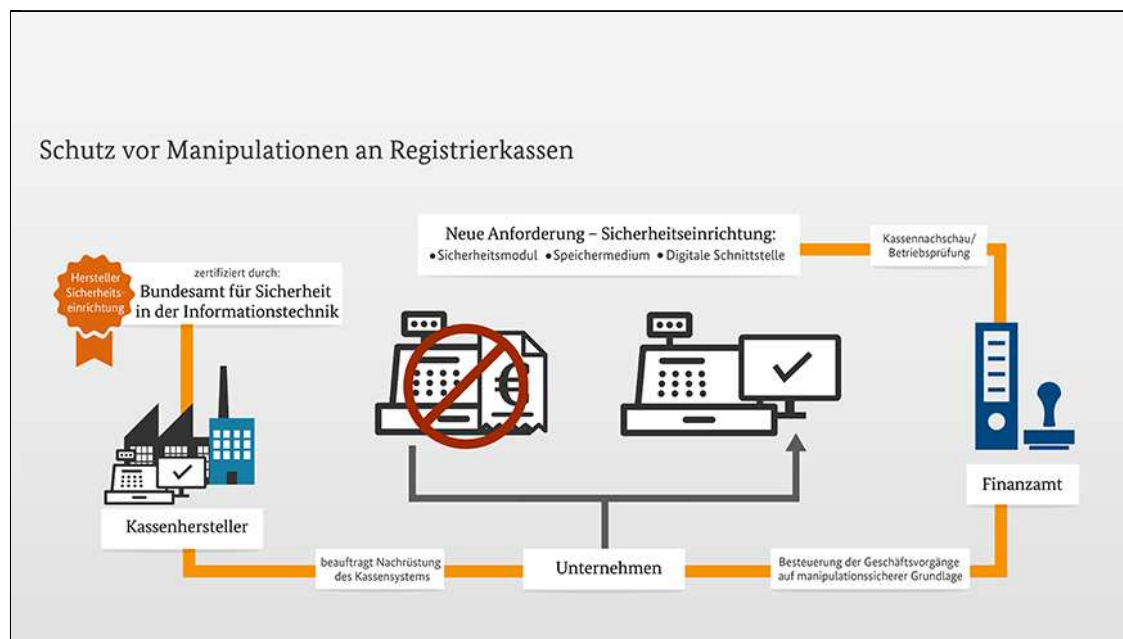 Schutz vor Manipulationen an Registrierkassen
Neue Anforderung – Sicherheitseinrichtung:
• Sicherheitsmodul • Speichermedium • Digitale Schnittstelle
Kassennachschau/
Betriebsprüfung
Hersteller
Sicherheits-
einrichtung
zertifiziert durch:
Bundesamt für Sicherheit
in der Informationstechnik
€
Finanzamt
Kassenhersteller
beauftragt Nachrüstung
des Kassensystems
Unternehmen
Besteuerung der Geschäftsvorgänge
auf manipulationssicherer Grundlage